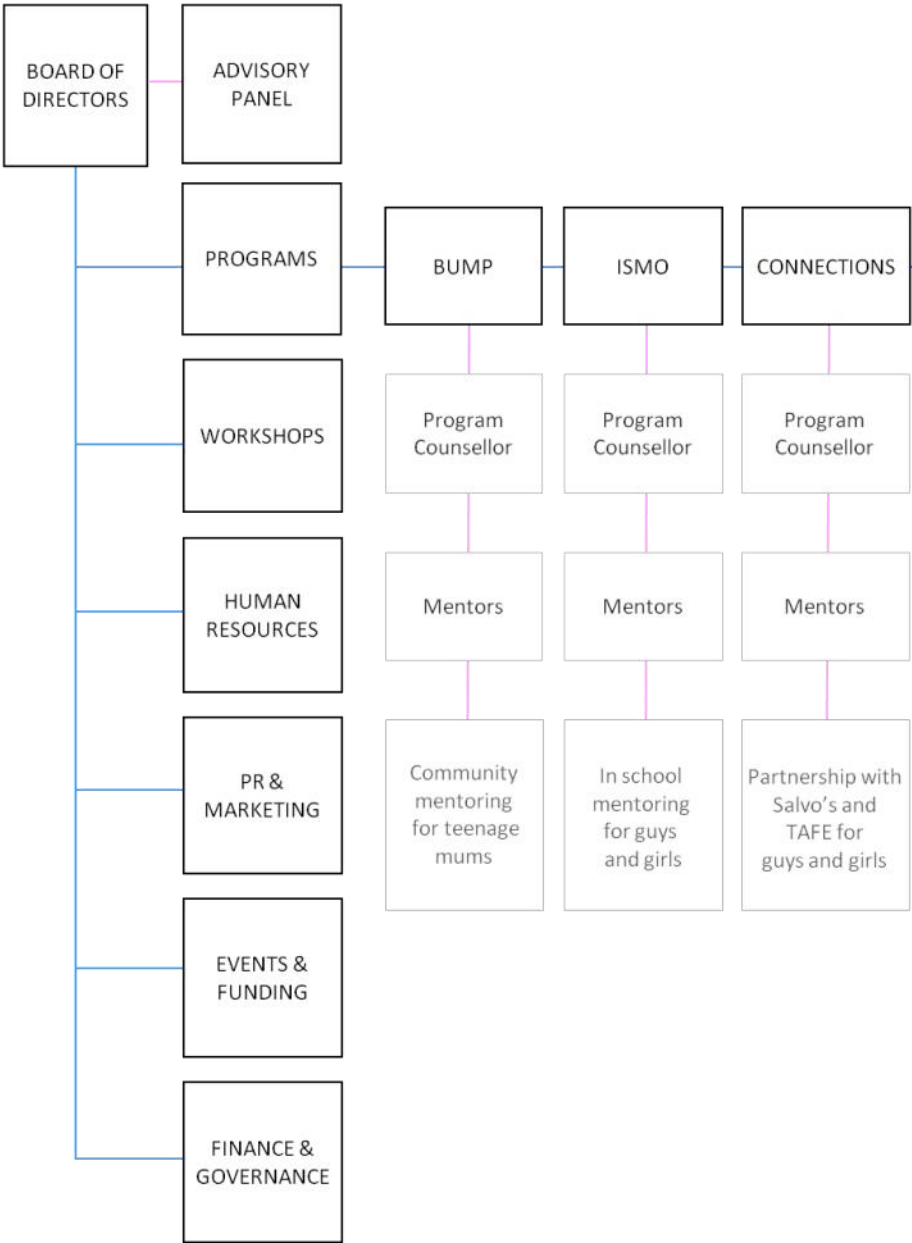 BOARD OF
DIRECTORS
ADVISORY
PANEL
PROGRAMS
BUMP
ISMO
CONNECTIONS
Program
Counsellor
Program
Counsellor
Program
Counsellor
WORKSHOPS
Mentors
Mentors
Mentors
HUMAN
RESOURCES
PR &
MARKETING
Community
mentoring
for teenage
mums
In school
mentoring
for guys
and girls
Partnership with
Salvo's and
TAFE for
guys and girls
EVENTS &
FUNDING
FINANCE &
GOVERNANCE